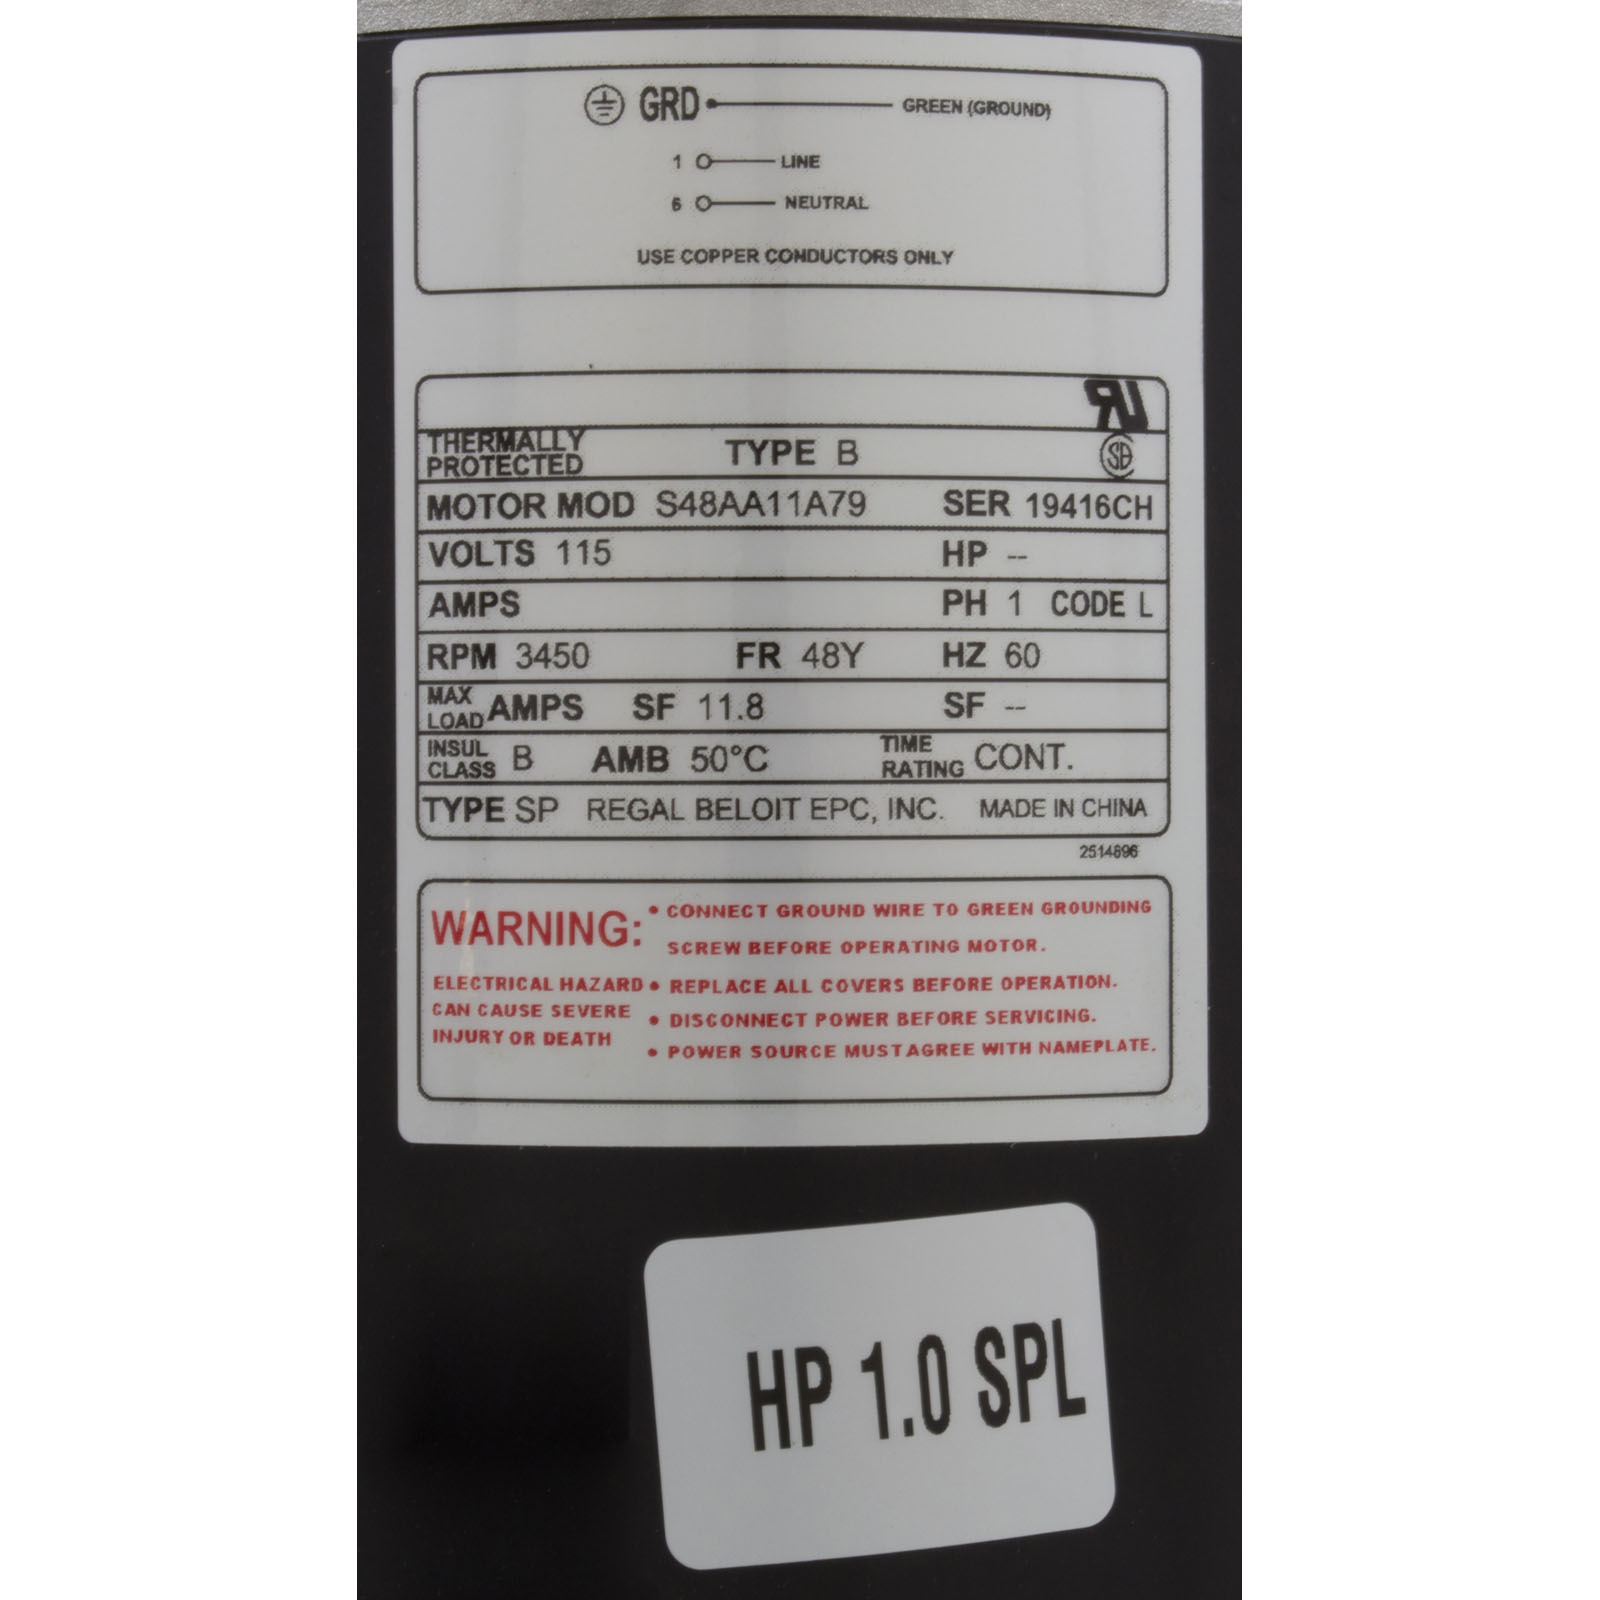 GRD GREEN (GROUND)
1 LINE
6 NEUTRAL
USE COPPER CONDUCTORS ONLY
THERMALLY PROTECTED TYPE B
MOTOR MOD S48AA11A79 SER 19416CH
VOLTS 115 HP --
AMPS PH 1 CODE L
RPM 3450 FR 48Y HZ 60
MAX LOAD AMPS SF 11.8 SF --
INSUL CLASS B AMB 50°C TIME RATING CONT.
TYPE SP REGAL BELOIT EPC, INC. MADE IN CHINA
2514896
WARNING:
ELECTRICAL HAZARD
CAN CAUSE SEVERE
INJURY OR DEATH
• CONNECT GROUND WIRE TO GREEN GROUNDING
SCREW BEFORE OPERATING MOTOR.
• REPLACE ALL COVERS BEFORE OPERATION.
• DISCONNECT POWER BEFORE SERVICING.
• POWER SOURCE MUST AGREE WITH NAMEPLATE.
HP 1.0 SPL